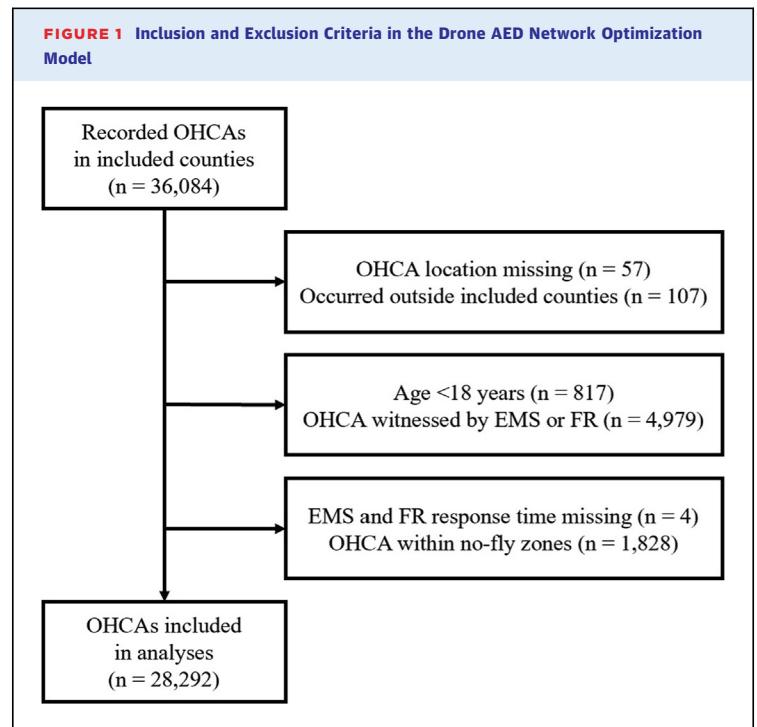 FIGURE 1 Inclusion and Exclusion Criteria in the Drone AED Network Optimization
Model
Recorded OHCAs
in included counties
(n = 36,084)
OHCA location missing (n = 57)
Occurred outside included counties (n = 107)
Age <18 years (n = 817)
OHCA witnessed by EMS or FR (n = 4,979)
EMS and FR response time missing (n = 4)
OHCA within no-fly zones (n = 1,828)
OHCAs included
in analyses
(n = 28,292)